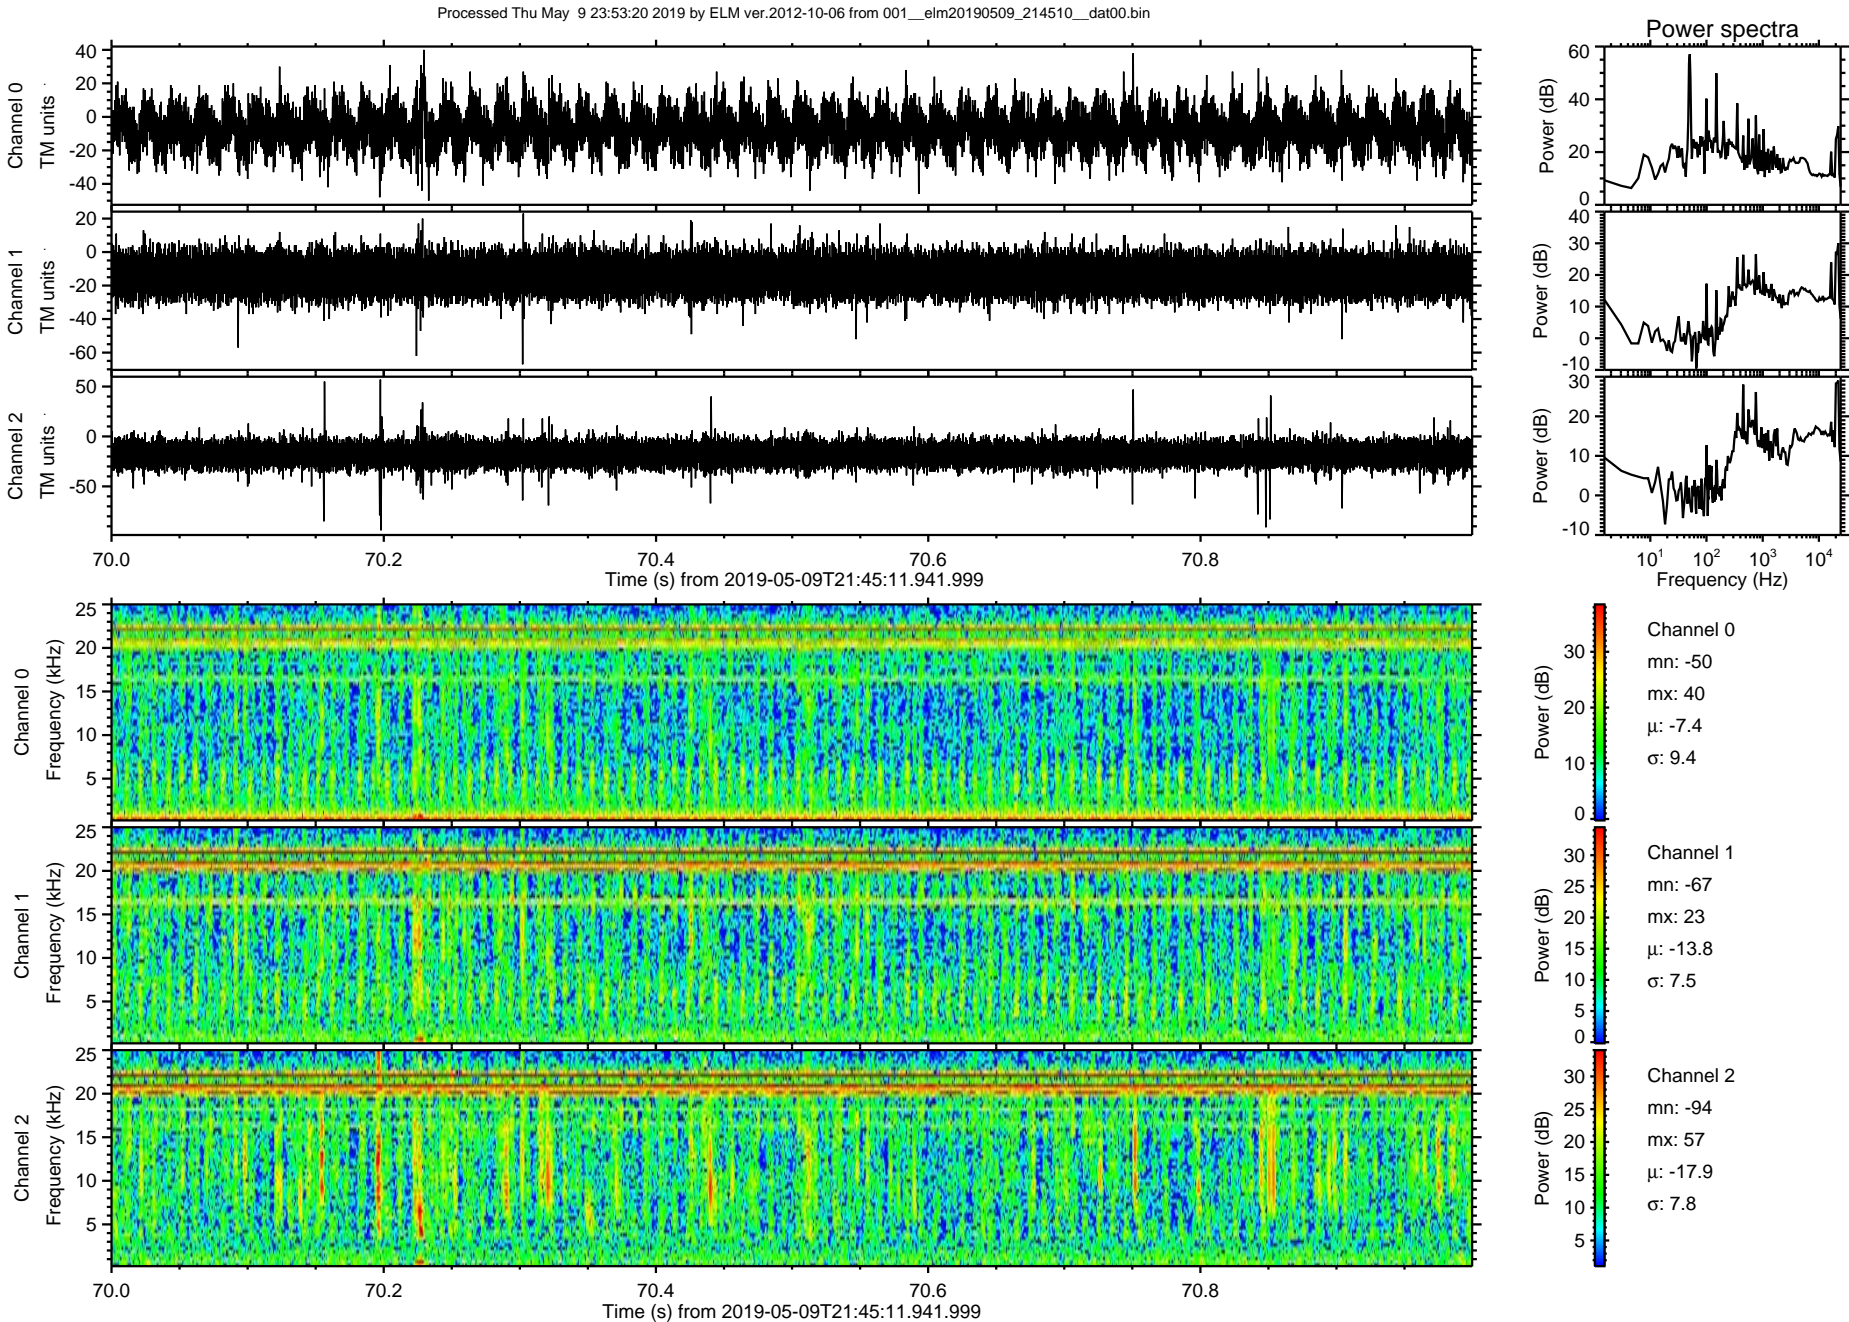 Processed Thu May  9 23:53:20 2019 by ELM ver.2012-10-06 from 001__elm20190509_214510__dat00.bin
Power spectra
Channel 0
TM units
40
20
0
-20
-40
Power (dB)
60
40
20
0
Channel 1
TM units
20
0
-20
-40
-60
Power (dB)
40
30
20
10
0
-10
Channel 2
TM units
50
0
-50
Power (dB)
30
20
10
0
-10
70.0 70.2 70.4 70.6 70.8
Time (s) from 2019-05-09T21:45:11.941.999
10¹ 10² 10³ 10⁴
Frequency (Hz)
Channel 0
Frequency (kHz)
25
20
15
10
5
Power (dB)
30
20
10
0
Channel 0
mn: -50
mx: 40
μ: -7.4
σ: 9.4
Channel 1
Frequency (kHz)
25
20
15
10
5
Power (dB)
30
25
20
15
10
5
0
Channel 1
mn: -67
mx: 23
μ: -13.8
σ: 7.5
Channel 2
Frequency (kHz)
25
20
15
10
5
Power (dB)
30
25
20
15
10
5
Channel 2
mn: -94
mx: 57
μ: -17.9
σ: 7.8
70.0 70.2 70.4 70.6 70.8
Time (s) from 2019-05-09T21:45:11.941.999